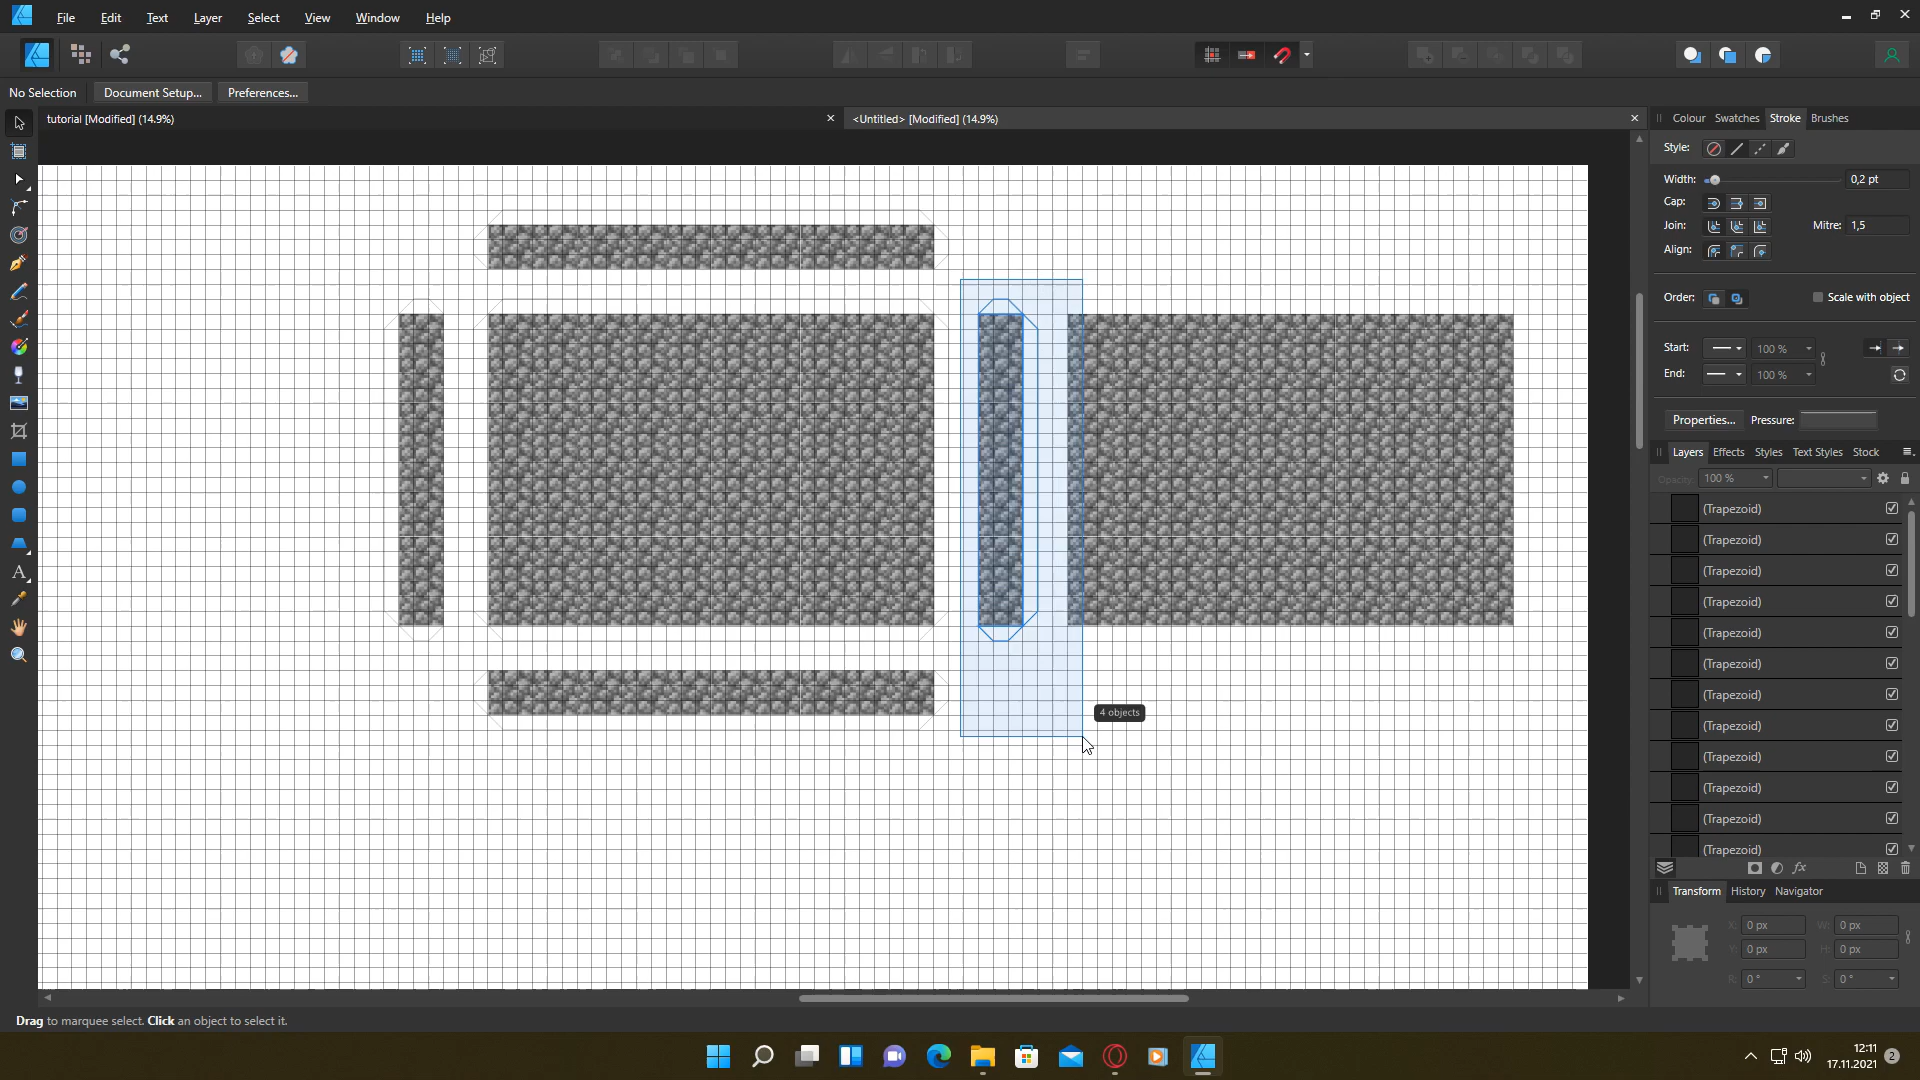 File Edit Text Layer Select View Window Help
No Selection Document Setup... Preferences...
tutorial [Modified] (14.9%)
<Untitled> [Modified] (14.9%)
Colour Swatches Stroke Brushes
Style:
Width: 0,2 pt
Cap:
Join: Mitre: 1,5
Align:
Order: Scale with object
Start: 100 %
End: 100 %
Properties... Pressure:
Layers Effects Styles Text Styles Stock
Opacity: 100 %
(Trapezoid)
(Trapezoid)
(Trapezoid)
(Trapezoid)
(Trapezoid)
(Trapezoid)
(Trapezoid)
(Trapezoid)
(Trapezoid)
(Trapezoid)
(Trapezoid)
(Trapezoid)
4 objects
Transform History Navigator
X: 0 px W: 0 px
Y: 0 px H: 0 px
R: 0 ° S: 0 °
Drag to marquee select. Click an object to select it.
12:11
17.11.2021
2